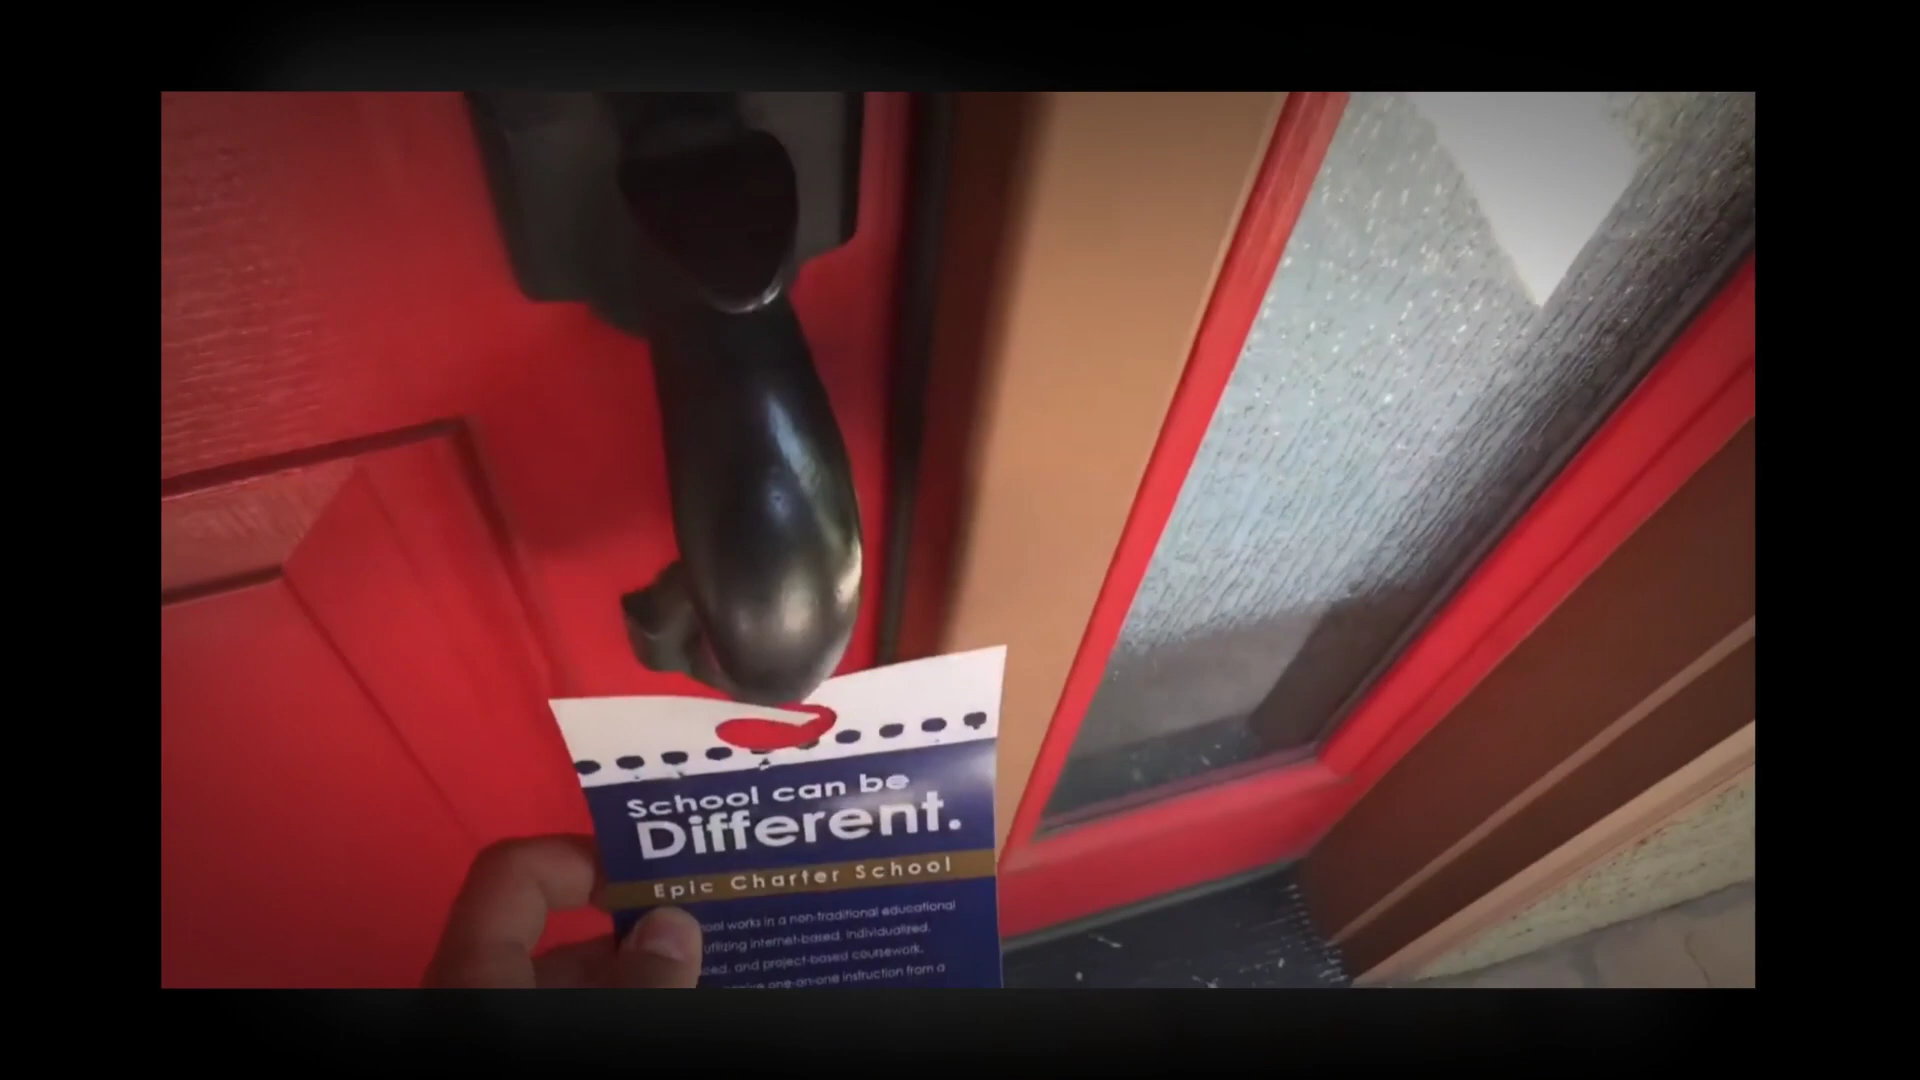 School can be
Different.
Epic Charter School
works in a non-traditional educational
utilizing internet-based, individualized,
and project-based coursework.
one-on-one instruction from a